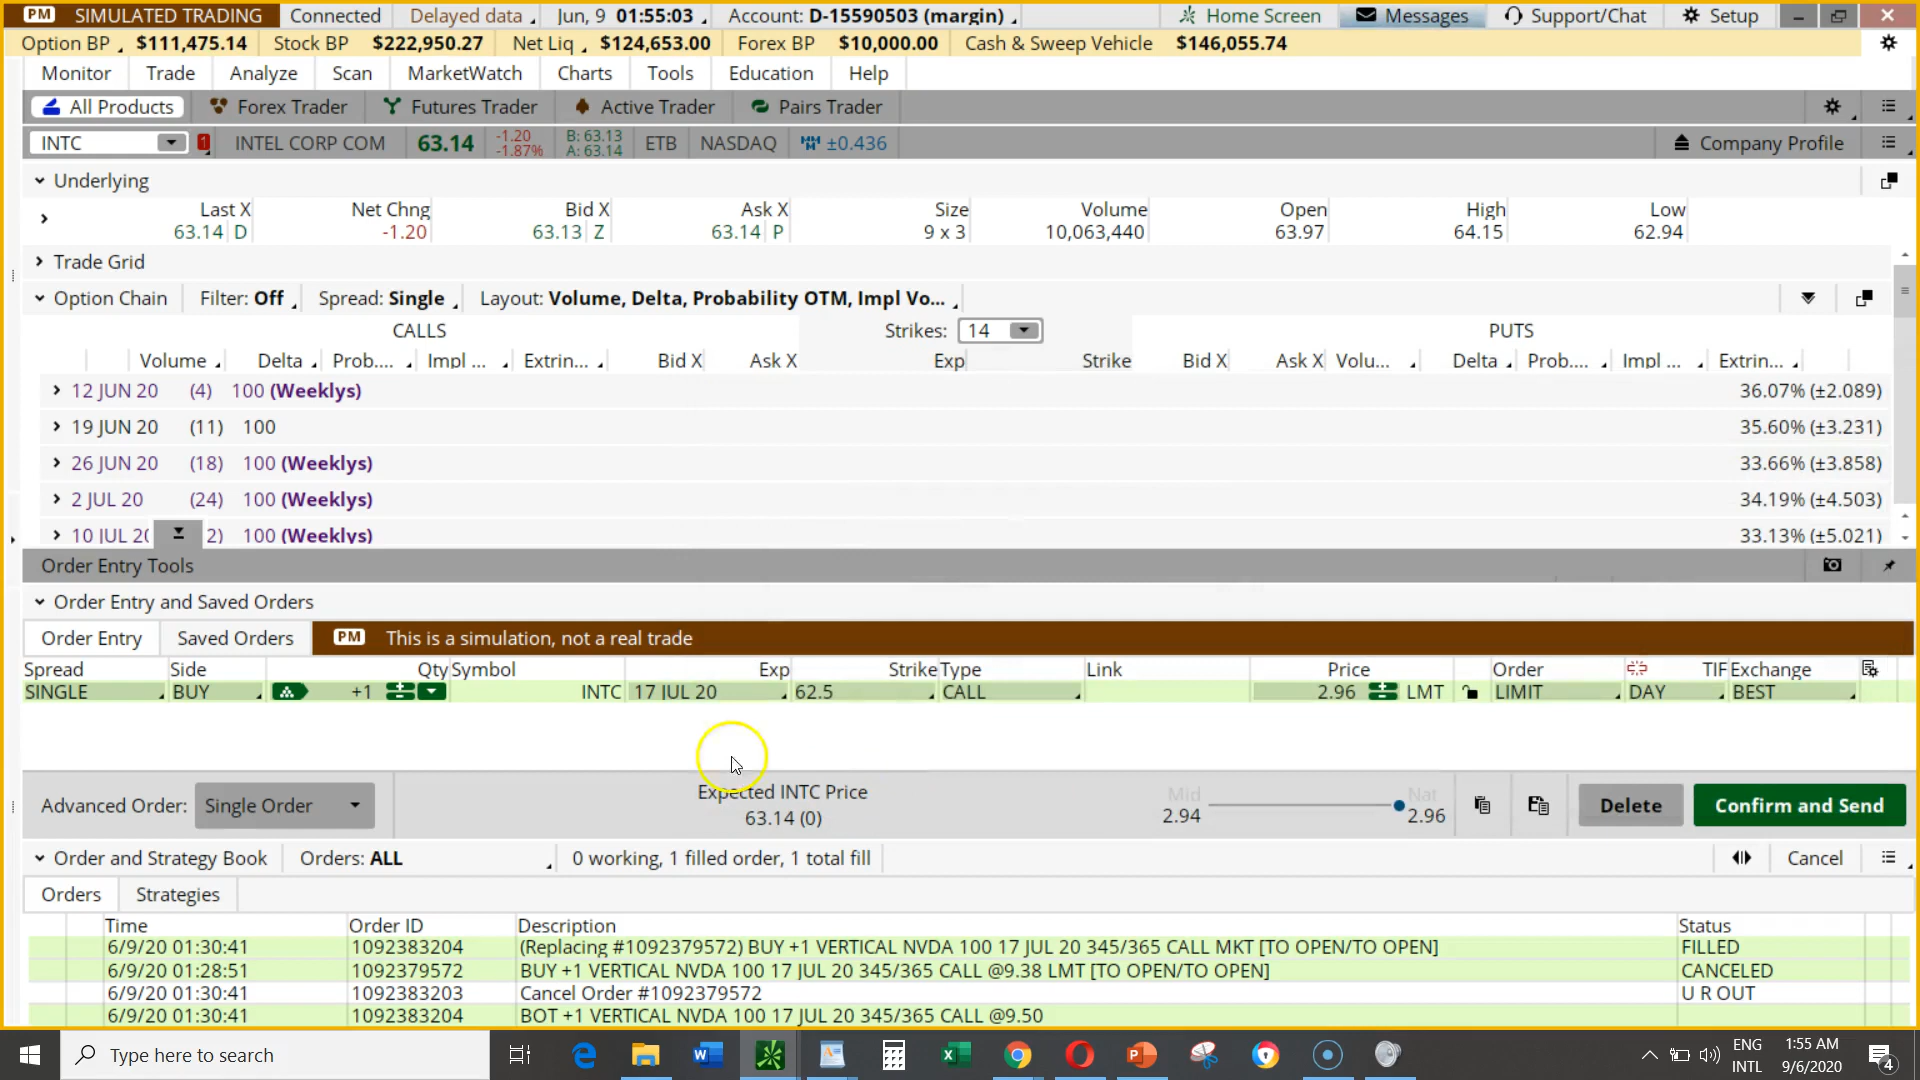 PM SIMULATED TRADING Connected Delayed data Jun, 9 01:55:03 Account: D-15590503 (margin) Home Screen Messages Support/Chat Setup
Option BP $111,475.14 Stock BP $222,950.27 Net Liq $124,653.00 Forex BP $10,000.00 Cash & Sweep Vehicle $146,055.74
Monitor Trade Analyze Scan MarketWatch Charts Tools Education Help
All Products Forex Trader Futures Trader Active Trader Pairs Trader
INTC 1 INTEL CORP COM 63.14 -1.20 -1.87% B: 63.13 A: 63.14 ETB NASDAQ ±0.436 Company Profile
Underlying
Last X Net Chng Bid X Ask X Size Volume Open High Low
63.14 D -1.20 63.13 Z 63.14 P 9 x 3 10,063,440 63.97 64.15 62.94
Trade Grid
Option Chain Filter: Off Spread: Single Layout: Volume, Delta, Probability OTM, Impl Vo...
CALLS Strikes: 14 PUTS
Volume Delta Prob.... Impl ... Extrin... Bid X Ask X Exp Strike Bid X Ask X Volu... Delta Prob.... Impl ... Extrin...
12 JUN 20 (4) 100 (Weeklys) 36.07% (±2.089)
19 JUN 20 (11) 100 35.60% (±3.231)
26 JUN 20 (18) 100 (Weeklys) 33.66% (±3.858)
2 JUL 20 (24) 100 (Weeklys) 34.19% (±4.503)
10 JUL 2( 2) 100 (Weeklys) 33.13% (±5.021)
Order Entry Tools
Order Entry and Saved Orders
Order Entry Saved Orders PM This is a simulation, not a real trade
Spread Side Qty Symbol Exp Strike Type Link Price Order TIF Exchange
SINGLE BUY +1 INTC 17 JUL 20 62.5 CALL 2.96 LMT LIMIT DAY BEST
Advanced Order: Single Order Expected INTC Price 63.14 (0) Mid 2.94 Nat 2.96 Delete Confirm and Send
Order and Strategy Book Orders: ALL 0 working, 1 filled order, 1 total fill Cancel
Orders Strategies
Time Order ID Description Status
6/9/20 01:30:41 1092383204 (Replacing #1092379572) BUY +1 VERTICAL NVDA 100 17 JUL 20 345/365 CALL MKT [TO OPEN/TO OPEN] FILLED
6/9/20 01:28:51 1092379572 BUY +1 VERTICAL NVDA 100 17 JUL 20 345/365 CALL @9.38 LMT [TO OPEN/TO OPEN] CANCELED
6/9/20 01:30:41 1092383203 Cancel Order #1092379572 U R OUT
6/9/20 01:30:41 1092383204 BOT +1 VERTICAL NVDA 100 17 JUL 20 345/365 CALL @9.50
Type here to search ENG INTL 1:55 AM 9/6/2020 4